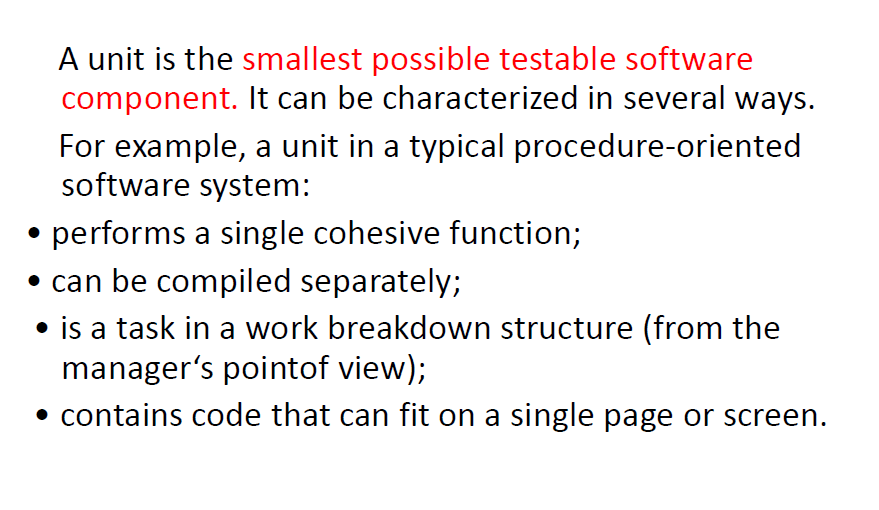 A unit is the smallest possible testable software
component. It can be characterized in several ways.
For example, a unit in a typical procedure-oriented
software system:
• performs a single cohesive function;
• can be compiled separately;
• is a task in a work breakdown structure (from the
manager‘s pointof view);
• contains code that can fit on a single page or screen.